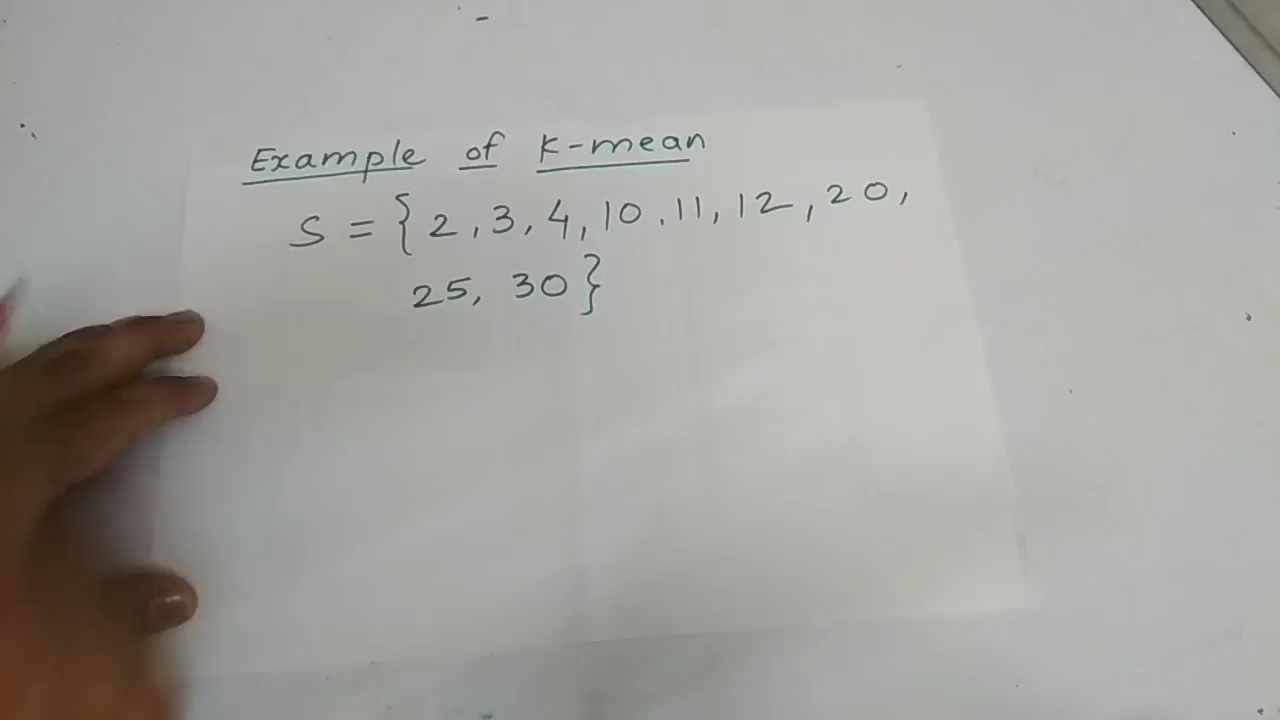 Example of K-mean
S = {2, 3, 4, 10, 11, 12, 20,
25, 30}